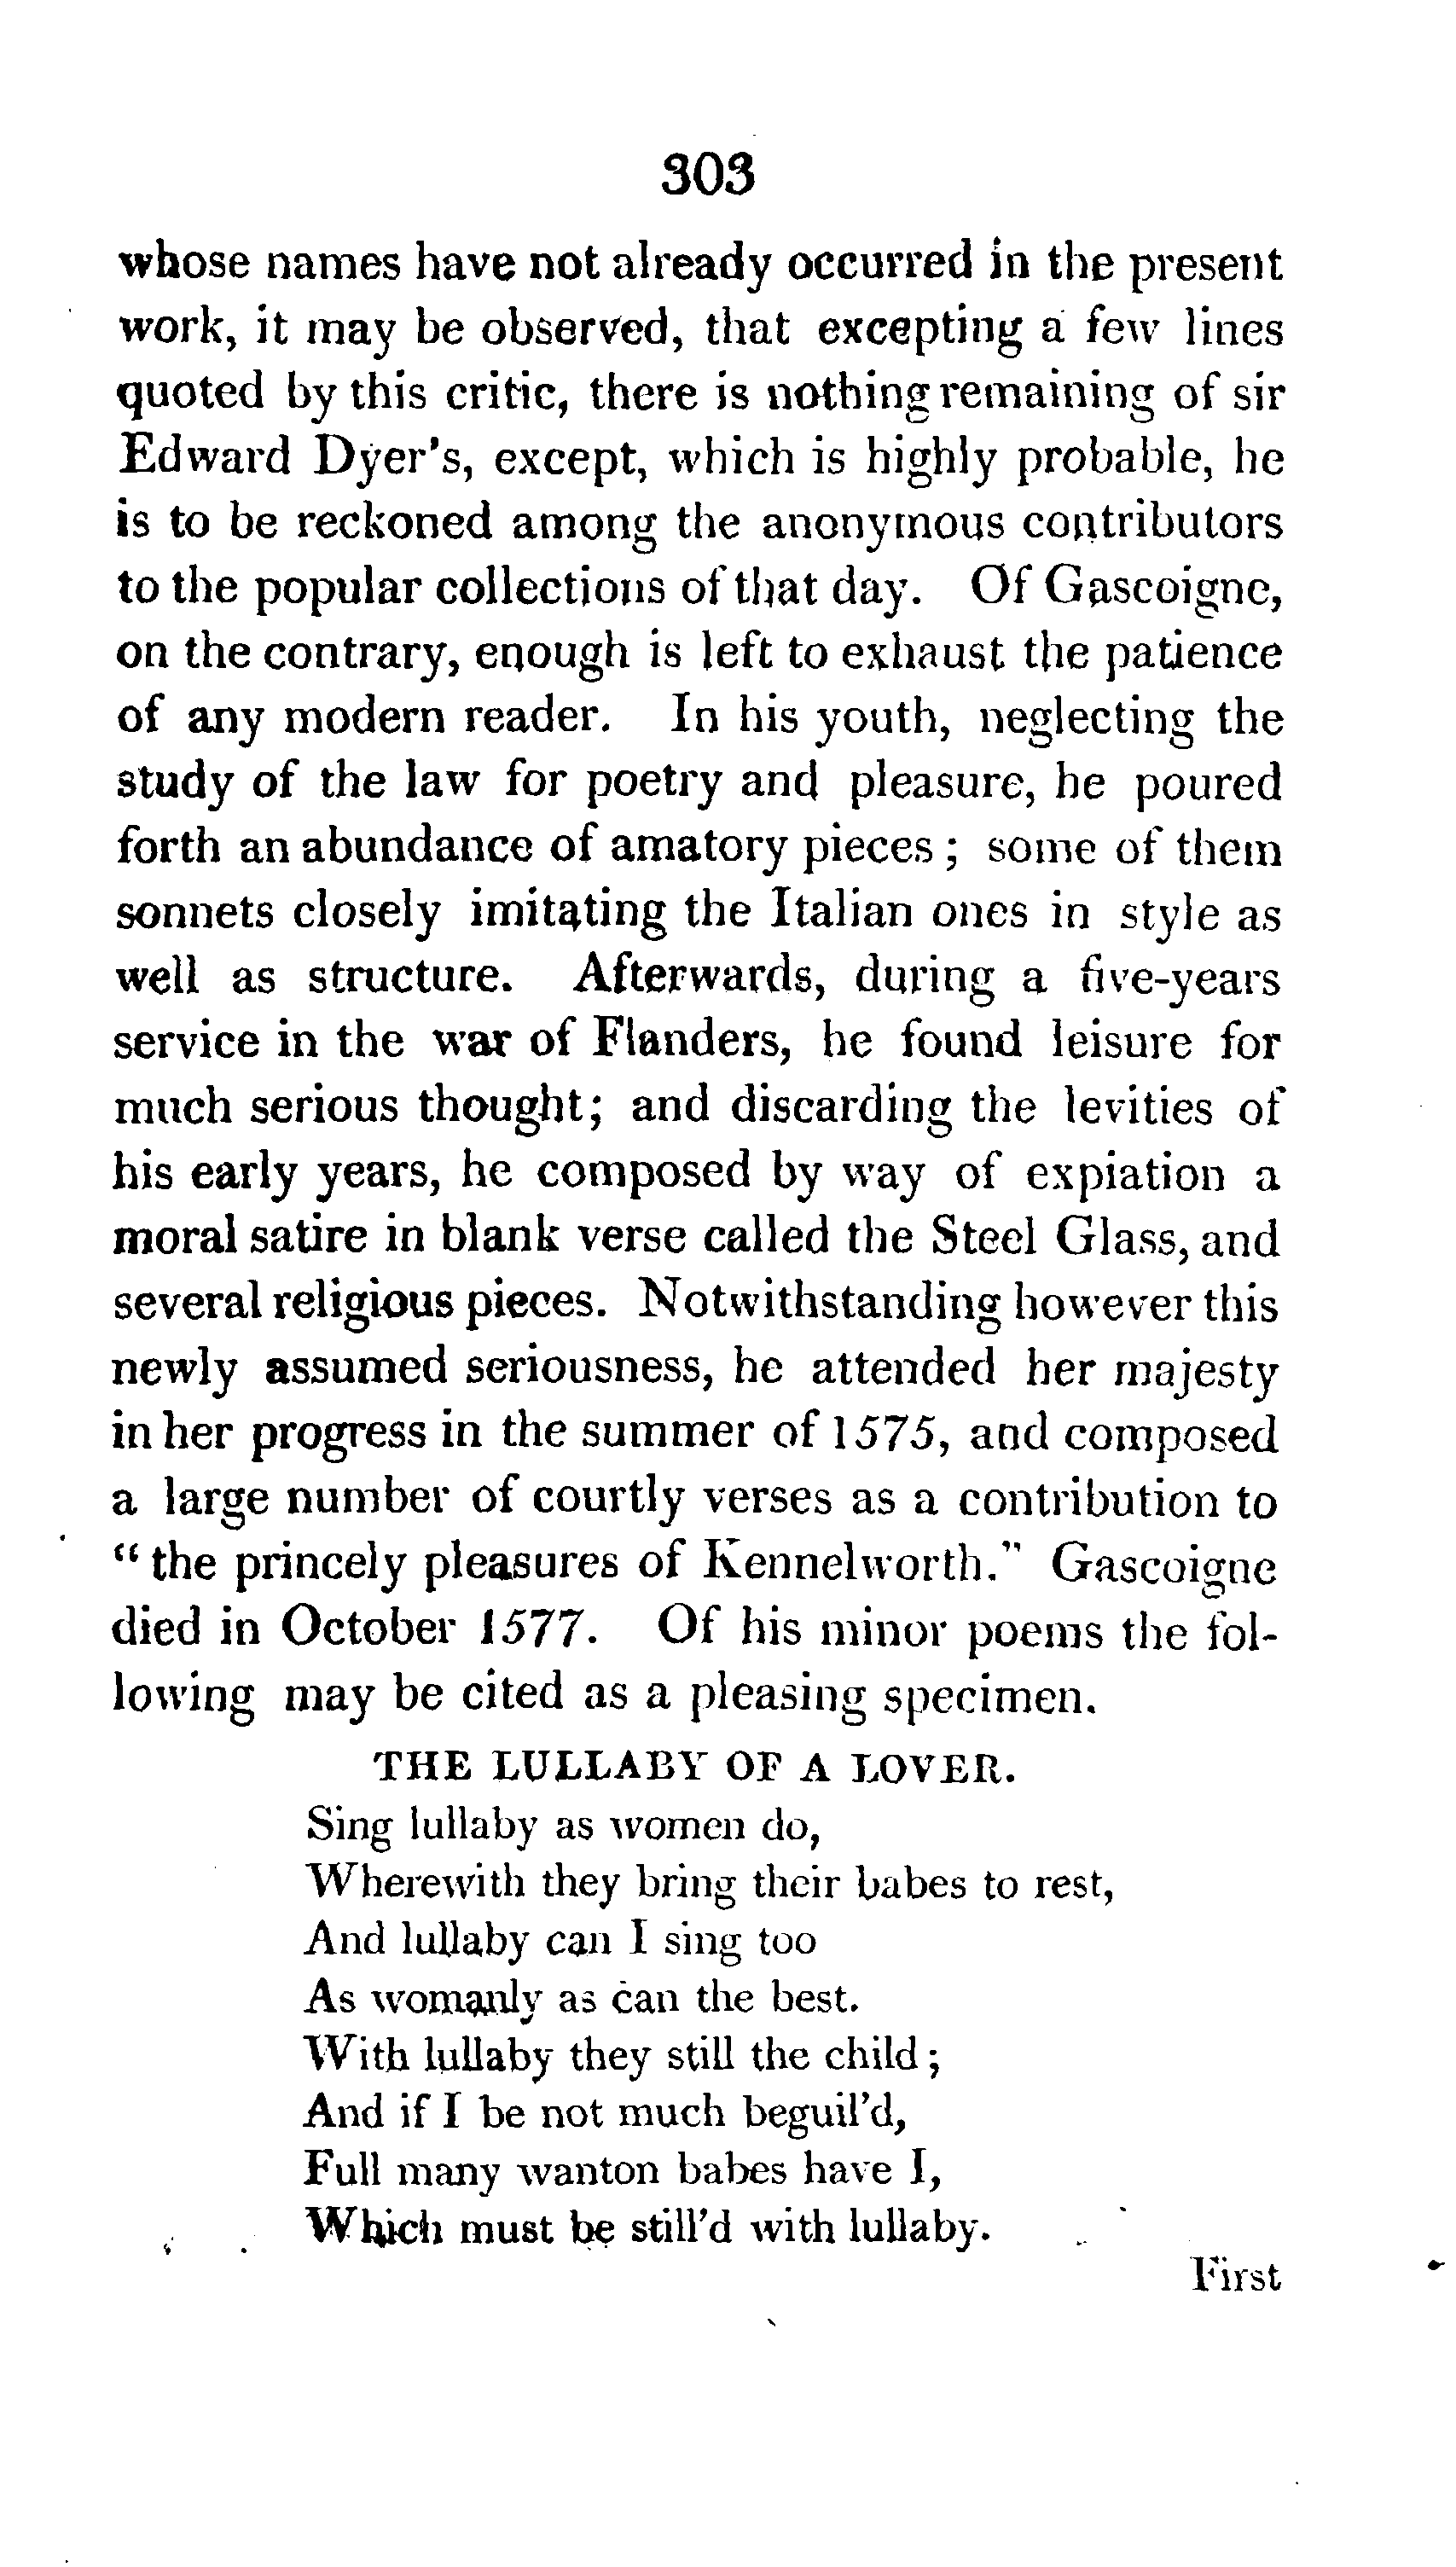 303
whose names have not already occurred in the present
work, it may be observed, that excepting a few lines
quoted by this critic, there is nothing remaining of sir
Edward Dyer's, except, which is highly probable, he
is to be reckoned among the anonymous contributors
to the popular collections of that day. Of Gascoigne,
on the contrary, enough is left to exhaust the patience
of any modern reader. In his youth, neglecting the
study of the law for poetry and pleasure, he poured
forth an abundance of amatory pieces; some of them
sonnets closely imitating the Italian ones in style as
well as structure. Afterwards, during a five-years
service in the war of Flanders, he found leisure for
much serious thought; and discarding the levities of
his early years, he composed by way of expiation a
moral satire in blank verse called the Steel Glass, and
several religious pieces. Notwithstanding however this
newly assumed seriousness, he attended her majesty
in her progress in the summer of 1575, and composed
a large number of courtly verses as a contribution to
"the princely pleasures of Kennelworth." Gascoigne
died in October 1577. Of his minor poems the fol-
lowing may be cited as a pleasing specimen.
THE LULLABY OF A LOVER.
Sing lullaby as women do,
Wherewith they bring their babes to rest,
And lullaby can I sing too
As womanly as can the best.
With lullaby they still the child;
And if I be not much beguil'd,
Full many wanton babes have I,
Which must be still'd with lullaby.
First